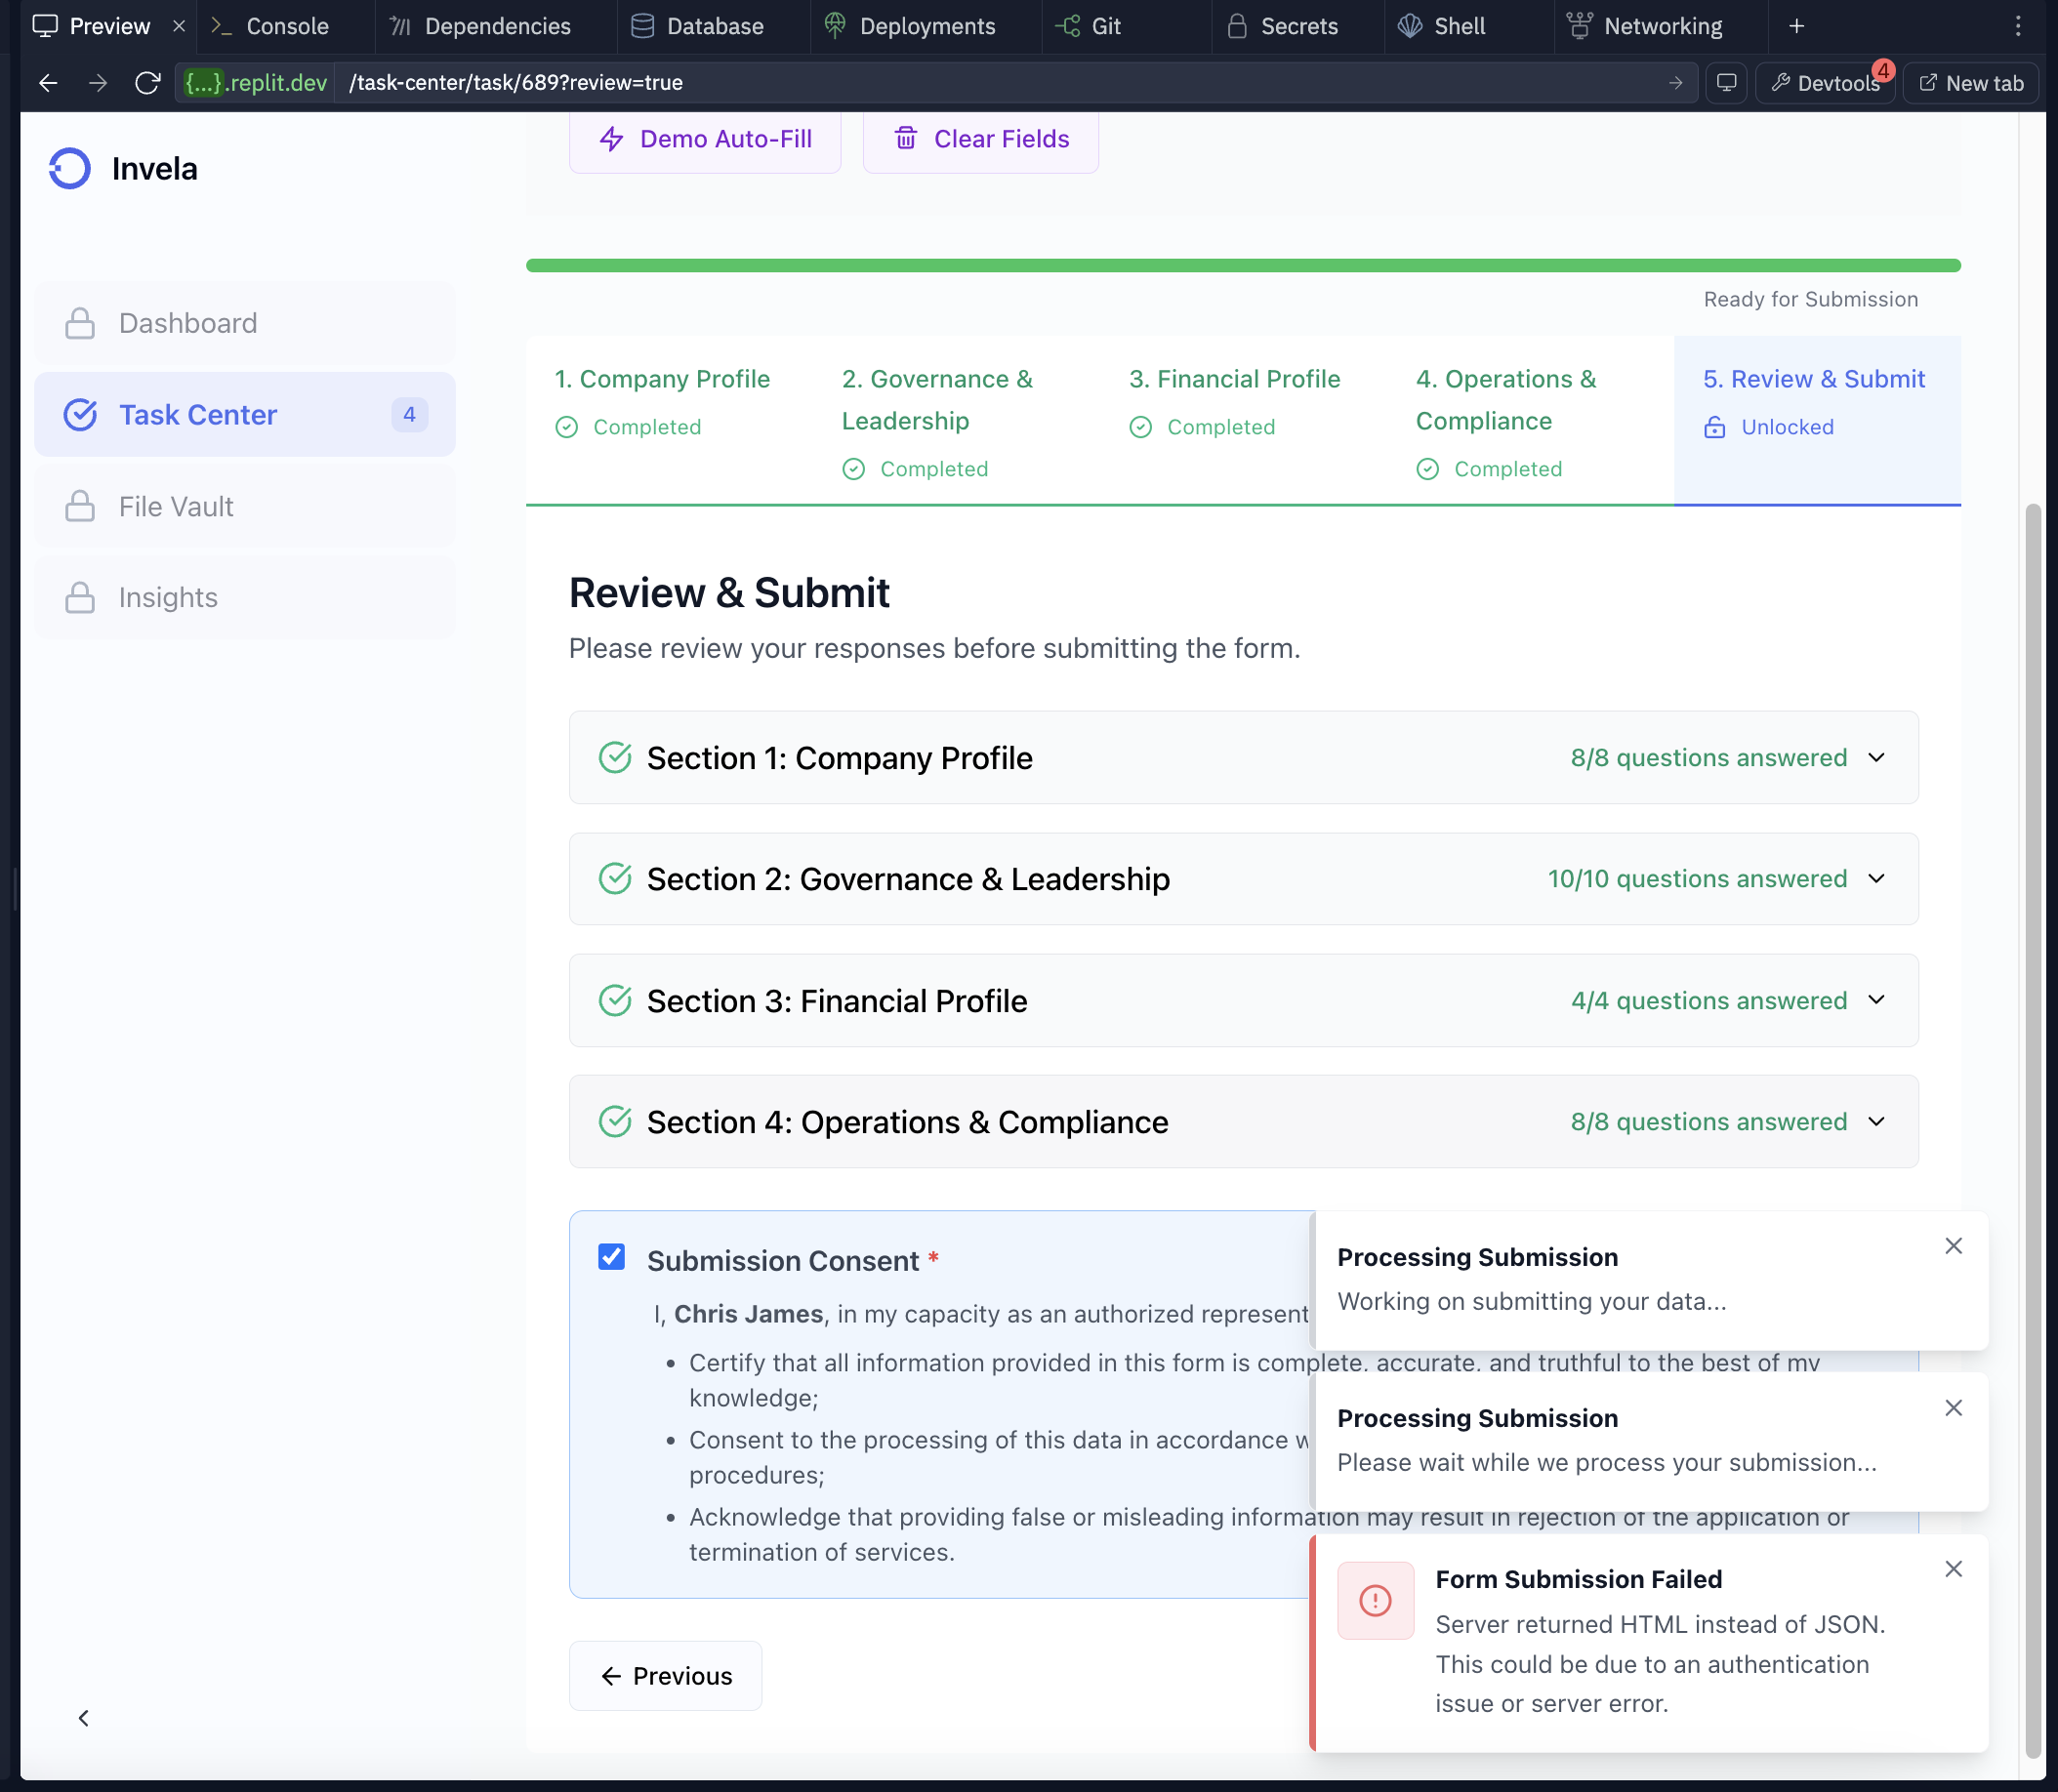 Preview
Console
Dependencies
Database
Deployments
Git
Secrets
Shell
Networking
{...}.replit.dev
/task-center/task/689?review=true
Devtools
4
New tab
Invela
Dashboard
Task Center
4
File Vault
Insights
Demo Auto-Fill
Clear Fields
Ready for Submission
1. Company Profile
Completed
2. Governance &
Leadership
Completed
3. Financial Profile
Completed
4. Operations &
Compliance
Completed
5. Review & Submit
Unlocked
Review & Submit
Please review your responses before submitting the form.
Section 1: Company Profile
8/8 questions answered
Section 2: Governance & Leadership
10/10 questions answered
Section 3: Financial Profile
4/4 questions answered
Section 4: Operations & Compliance
8/8 questions answered
Submission Consent *
I, Chris James, in my capacity as an authorized represent
• Certify that all information provided in this form is complete, accurate, and truthful to the best of my
knowledge;
• Consent to the processing of this data in accordance w
procedures;
• Acknowledge that providing false or misleading information may result in rejection of the application or
termination of services.
Previous
Processing Submission
Working on submitting your data...
Processing Submission
Please wait while we process your submission...
Form Submission Failed
Server returned HTML instead of JSON.
This could be due to an authentication
issue or server error.